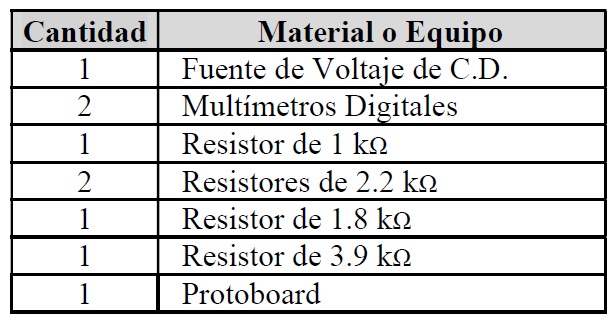 Cantidad Material o Equipo
1 Fuente de Voltaje de C.D.
2 Multímetros Digitales
1 Resistor de 1 kΩ
2 Resistores de 2.2 kΩ
1 Resistor de 1.8 kΩ
1 Resistor de 3.9 kΩ
1 Protoboard